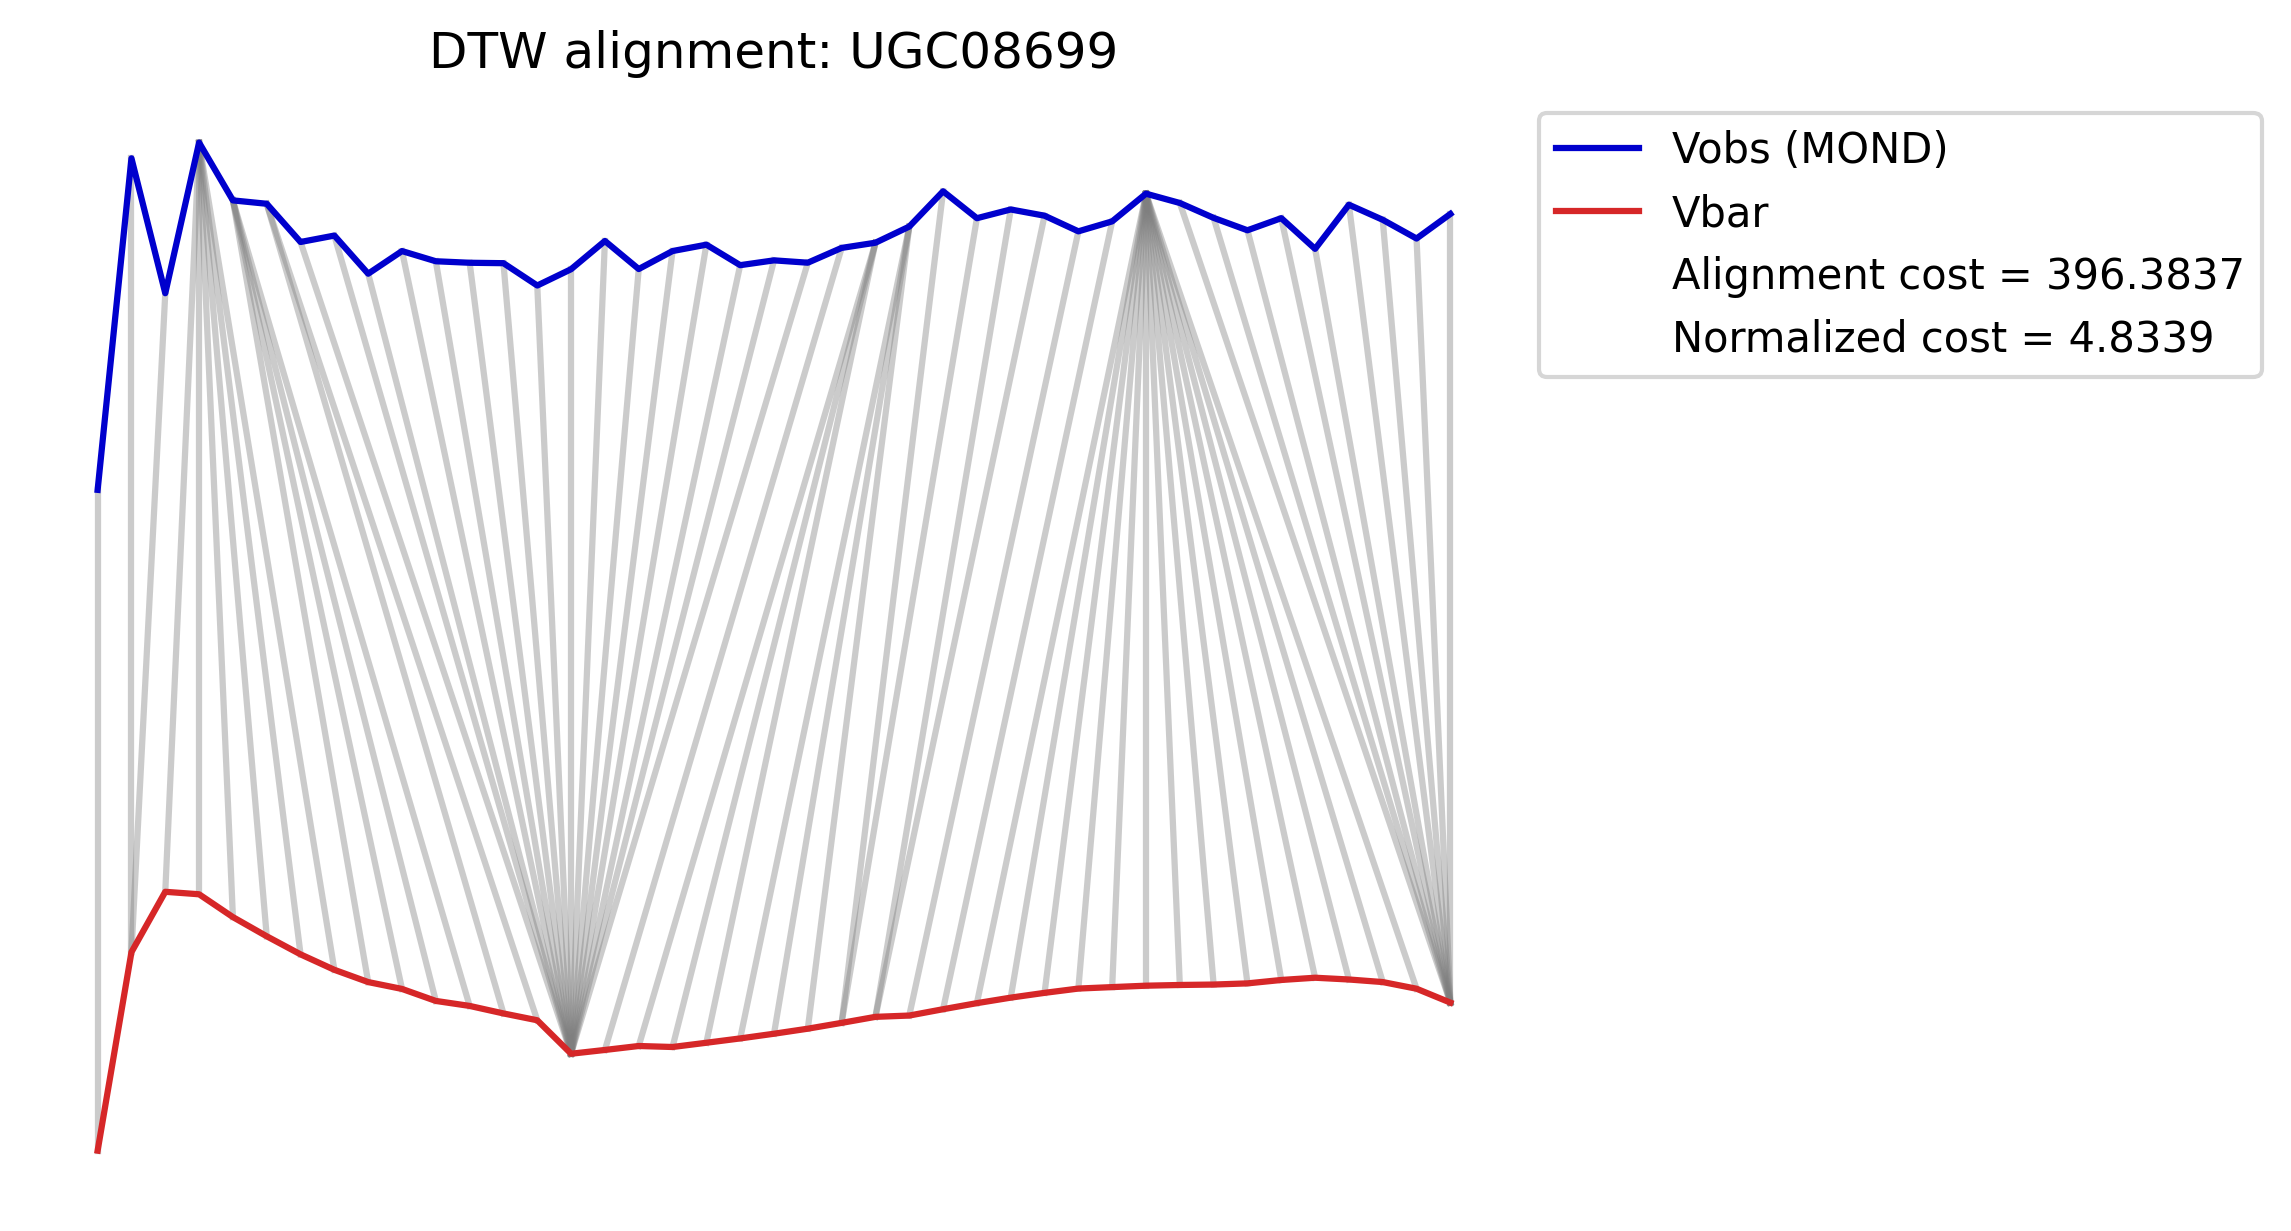 DTW alignment: UGC08699
Vobs (MOND)
Vbar
Alignment cost = 396.3837
Normalized cost = 4.8339